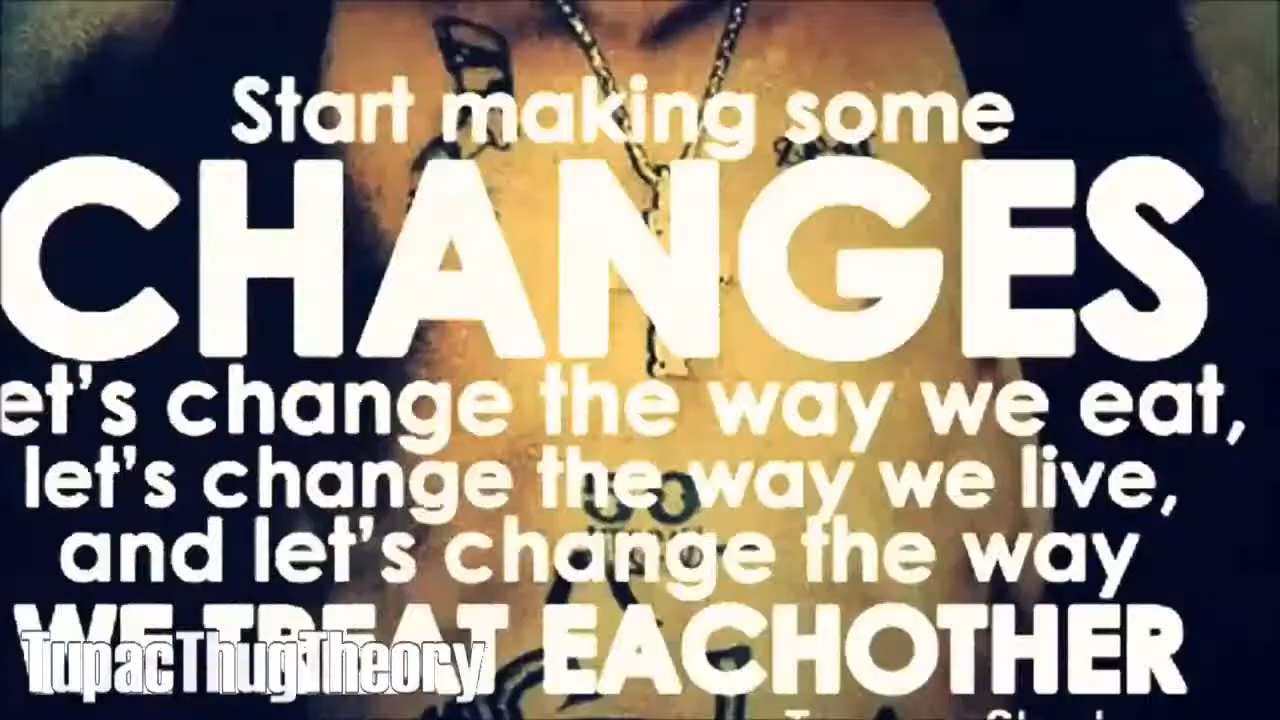 Start making some
CHANGES
et's change the way we eat,
let's change the way we live,
and let's change the way
WE TREAT EACHOTHER
TupacThugTheory